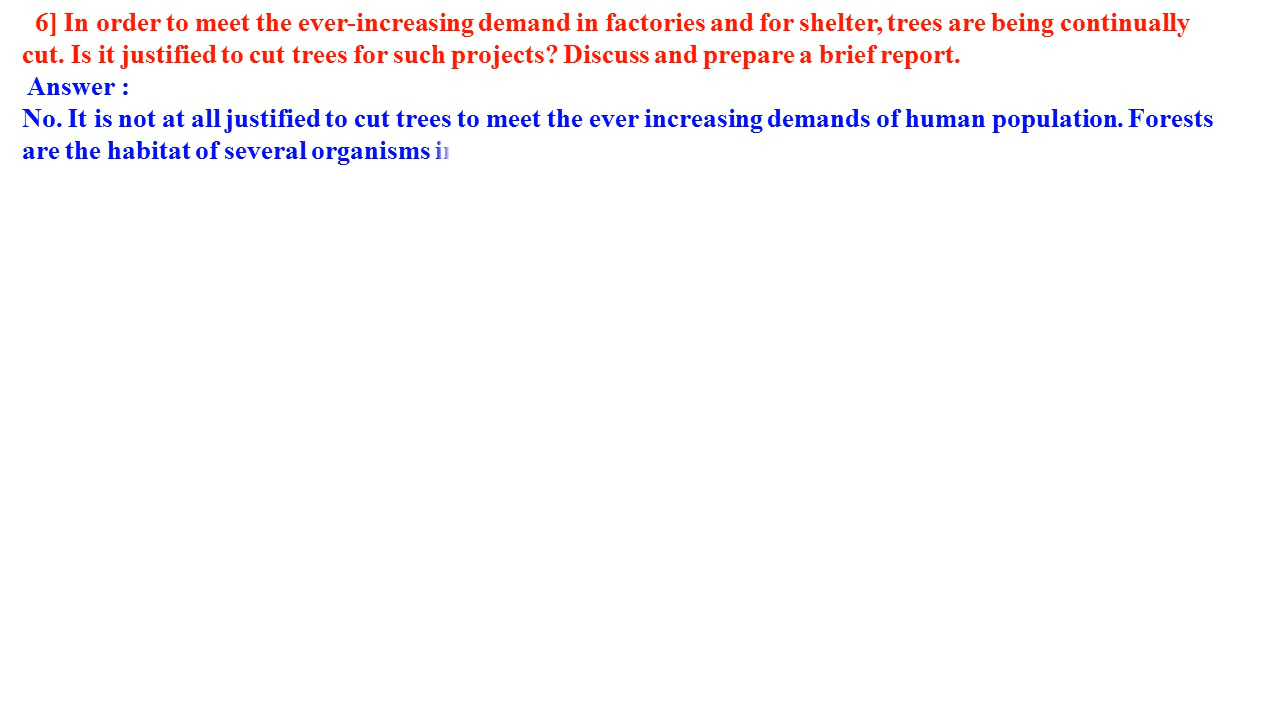 6] In order to meet the ever-increasing demand in factories and for shelter, trees are being continually
cut. Is it justified to cut trees for such projects? Discuss and prepare a brief report.
Answer :
No. It is not at all justified to cut trees to meet the ever increasing demands of human population. Forests
are the habitat of several organisms